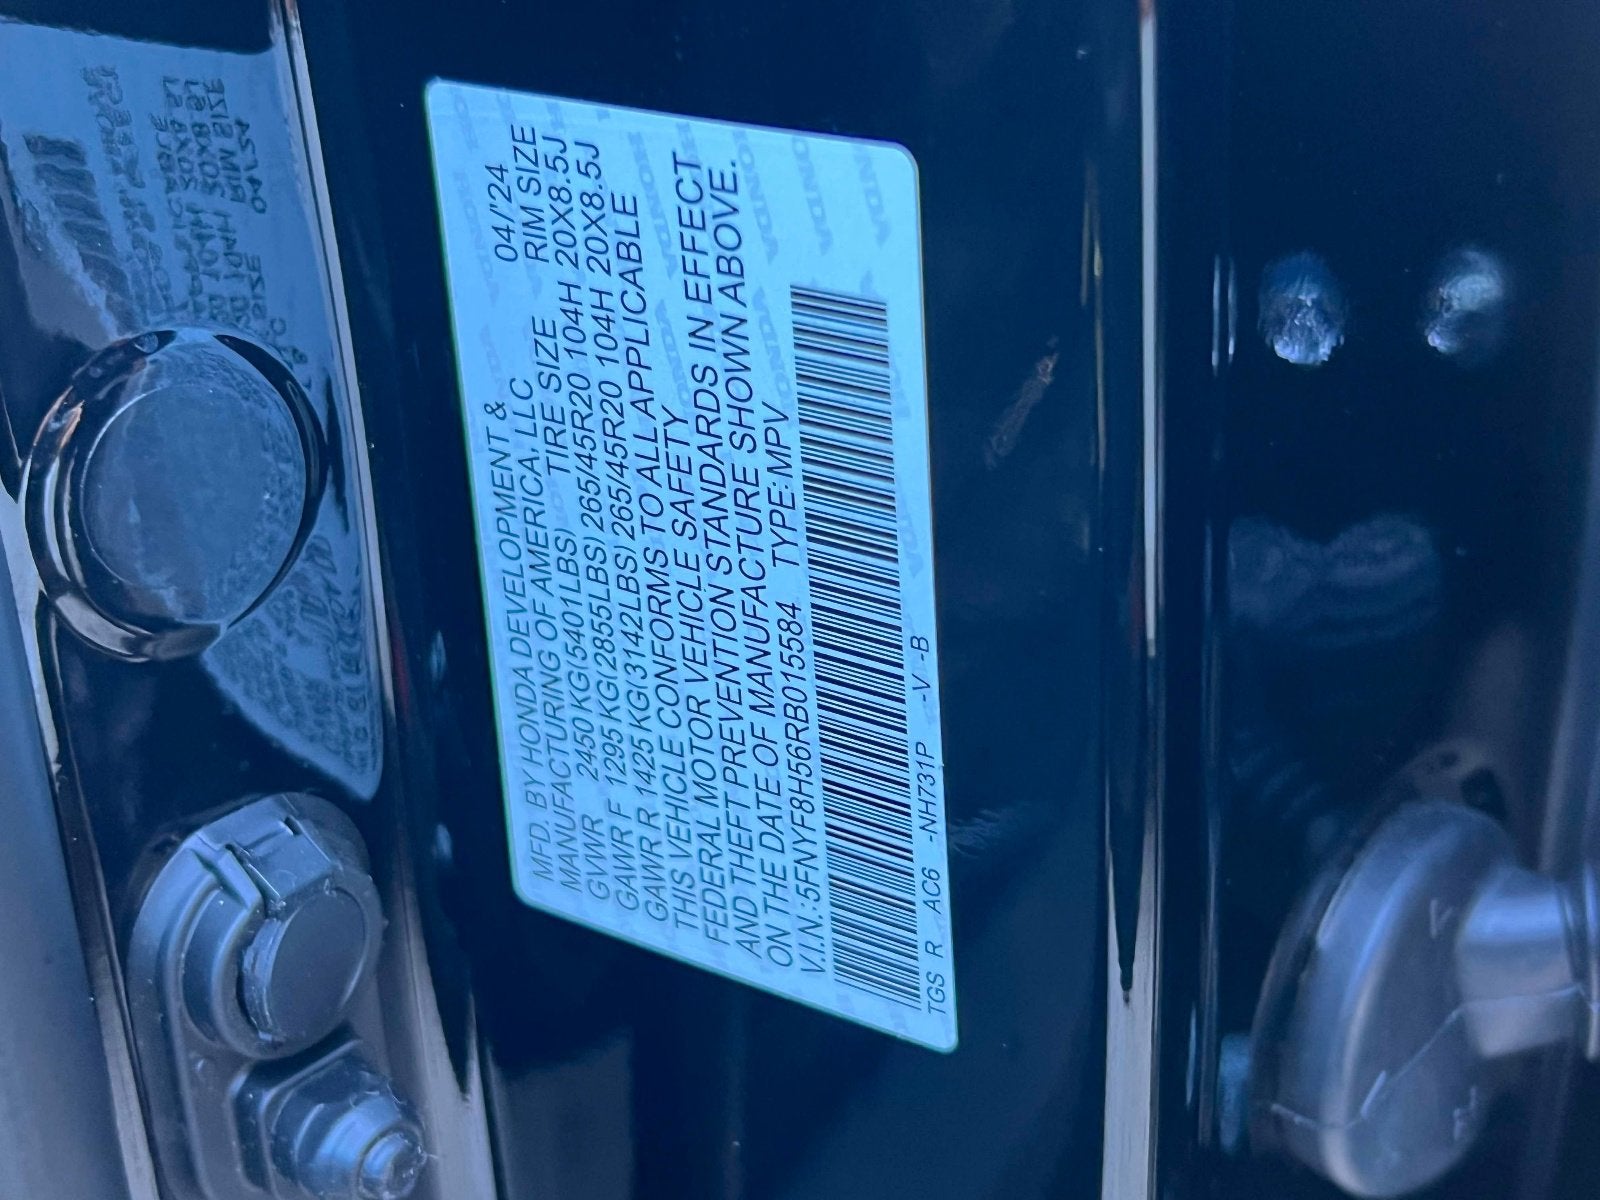 MFD. BY HONDA DEVELOPMENT & 04/'24
MANUFACTURING OF AMERICA, LLC
GVWR 2450 KG(5401LBS) TIRE SIZE RIM SIZE
GAWR F 1295 KG(2855LBS) 265/45R20 104H 20X8.5J
GAWR R 1425 KG(3142LBS) 265/45R20 104H 20X8.5J
THIS VEHICLE CONFORMS TO ALL APPLICABLE
FEDERAL MOTOR VEHICLE SAFETY
AND THEFT PREVENTION STANDARDS IN EFFECT
ON THE DATE OF MANUFACTURE SHOWN ABOVE.
V.I.N.:5FNYF8H56RB015584 TYPE:MPV
TGS R AC6 -NH731P -V -B
HONDA